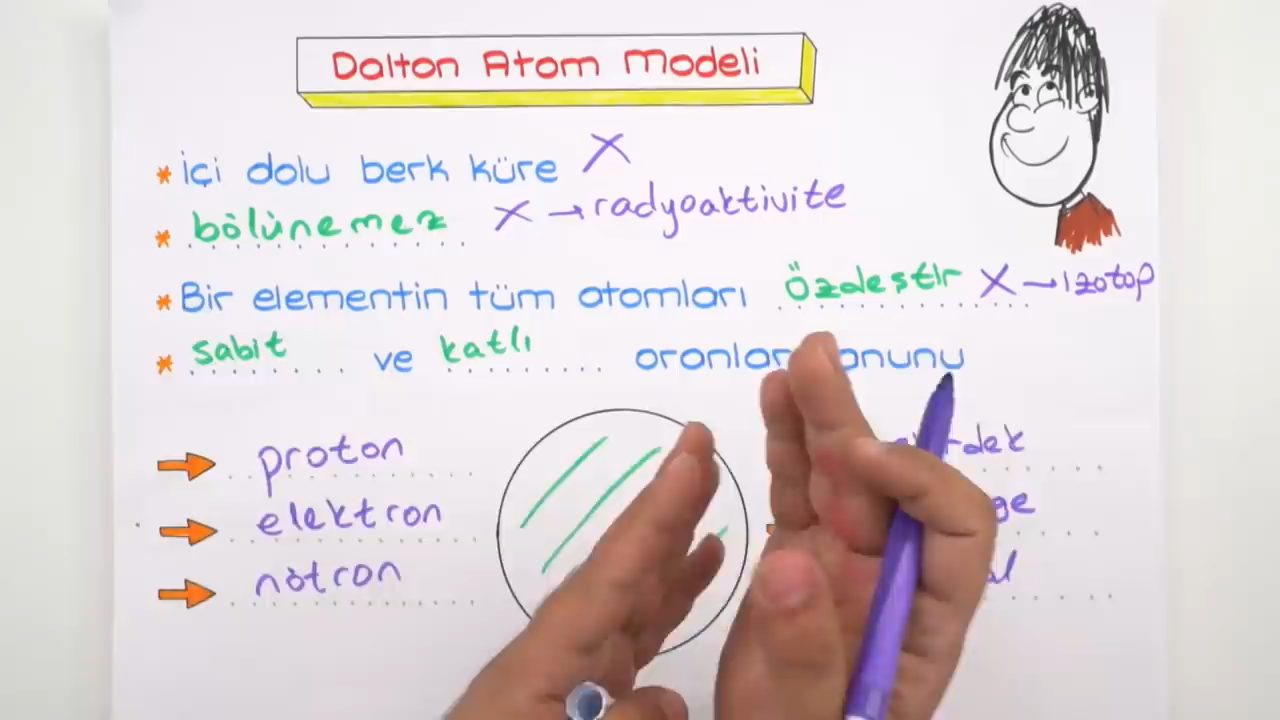 Dalton Atom Modeli
* İçi dolu berk küre X
* bölünemez X → radyoaktivite
* Bir elementin tüm atomları Özdeştir X → izotop
* Sabit ve katlı oranlar
→ proton
→ elektron
→ nötron